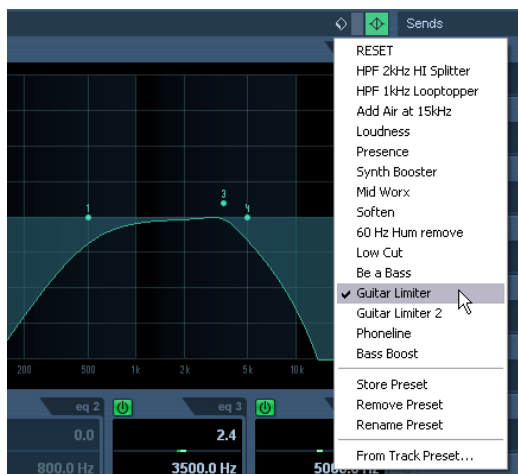 Sends
RESET
HPF 2kHz HI Splitter
HPF 1kHz Looptopper
Add Air at 15kHz
Loudness
Presence
Synth Booster
Mid Worx
Soften
60 Hz Hum remove
Low Cut
Be a Bass
Guitar Limiter
Guitar Limiter 2
Phoneline
Bass Boost
Store Preset
Remove Preset
Rename Preset
From Track Preset...
1
3
4
200 500 1k 2k 5k 10k
eq 2 eq 3
0.0 2.4
800.0 Hz 3500.0 Hz